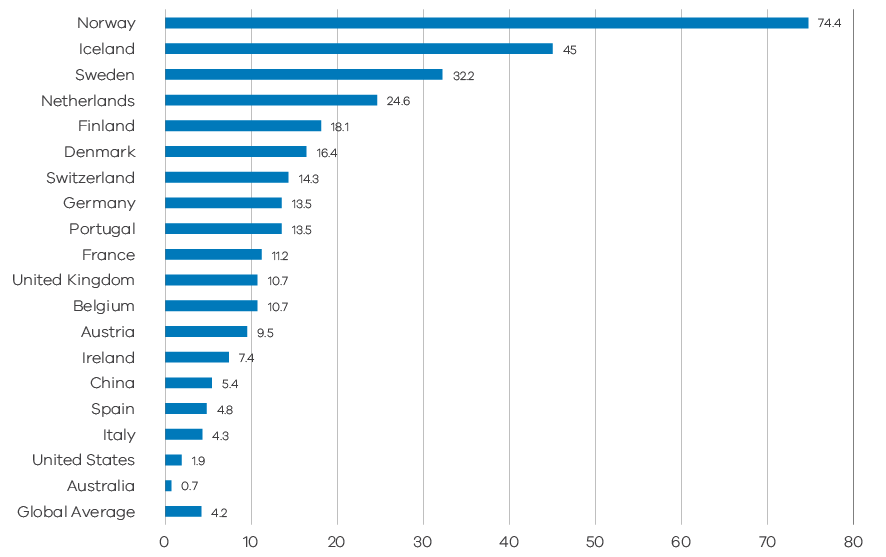 Norway 74.4
Iceland 45
Sweden 32.2
Netherlands 24.6
Finland 18.1
Denmark 16.4
Switzerland 14.3
Germany 13.5
Portugal 13.5
France 11.2
United Kingdom 10.7
Belgium 10.7
Austria 9.5
Ireland 7.4
China 5.4
Spain 4.8
Italy 4.3
United States 1.9
Australia 0.7
Global Average 4.2
0 10 20 30 40 50 60 70 80